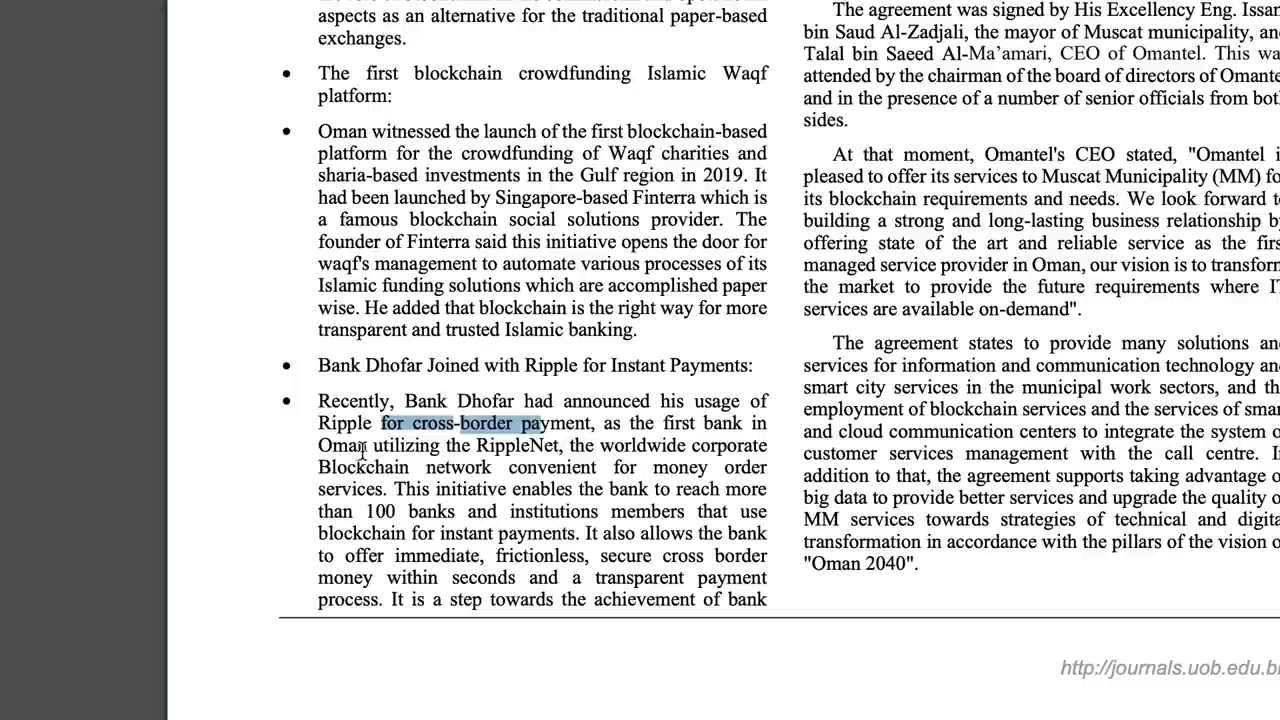 aspects as an alternative for the traditional paper-based
exchanges.
• The first blockchain crowdfunding Islamic Waqf
platform:
• Oman witnessed the launch of the first blockchain-based
platform for the crowdfunding of Waqf charities and
sharia-based investments in the Gulf region in 2019. It
had been launched by Singapore-based Finterra which is
a famous blockchain social solutions provider. The
founder of Finterra said this initiative opens the door for
waqf's management to automate various processes of its
Islamic funding solutions which are accomplished paper
wise. He added that blockchain is the right way for more
transparent and trusted Islamic banking.
• Bank Dhofar Joined with Ripple for Instant Payments:
• Recently, Bank Dhofar had announced his usage of
Ripple for cross-border payment, as the first bank in
Oman utilizing the RippleNet, the worldwide corporate
Blockchain network convenient for money order
services. This initiative enables the bank to reach more
than 100 banks and institutions members that use
blockchain for instant payments. It also allows the bank
to offer immediate, frictionless, secure cross border
money within seconds and a transparent payment
process. It is a step towards the achievement of bank
The agreement was signed by His Excellency Eng.
bin Saud Al-Zadjali, the mayor of Muscat municipality,
Talal bin Saeed Al-Ma'amari, CEO of Omantel. This
attended by the chairman of the board of directors of
and in the presence of a number of senior officials from
sides.
At that moment, Omantel's CEO stated, "Omantel
pleased to offer its services to Muscat Municipality (MM)
its blockchain requirements and needs. We look forward
building a strong and long-lasting business relationship
offering state of the art and reliable service as the
managed service provider in Oman, our vision is to
the market to provide the future requirements where
services are available on-demand".
The agreement states to provide many solutions
services for information and communication technology
smart city services in the municipal work sectors, and
employment of blockchain services and the services of
and cloud communication centers to integrate the system
customer services management with the call centre.
addition to that, the agreement supports taking advantage
big data to provide better services and upgrade the quality
MM services towards strategies of technical and
transformation in accordance with the pillars of the vision
"Oman 2040".
http://journals.uob.edu.b